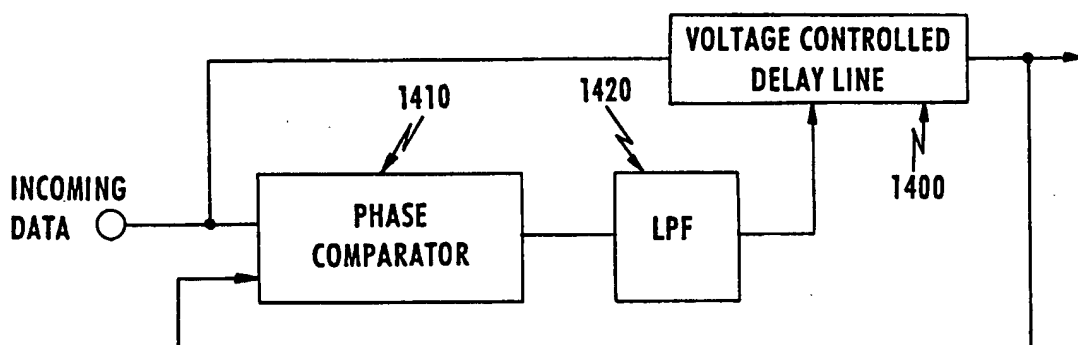 VOLTAGE CONTROLLED
DELAY LINE
1410
1420
1400
INCOMING
DATA
PHASE
COMPARATOR
LPF